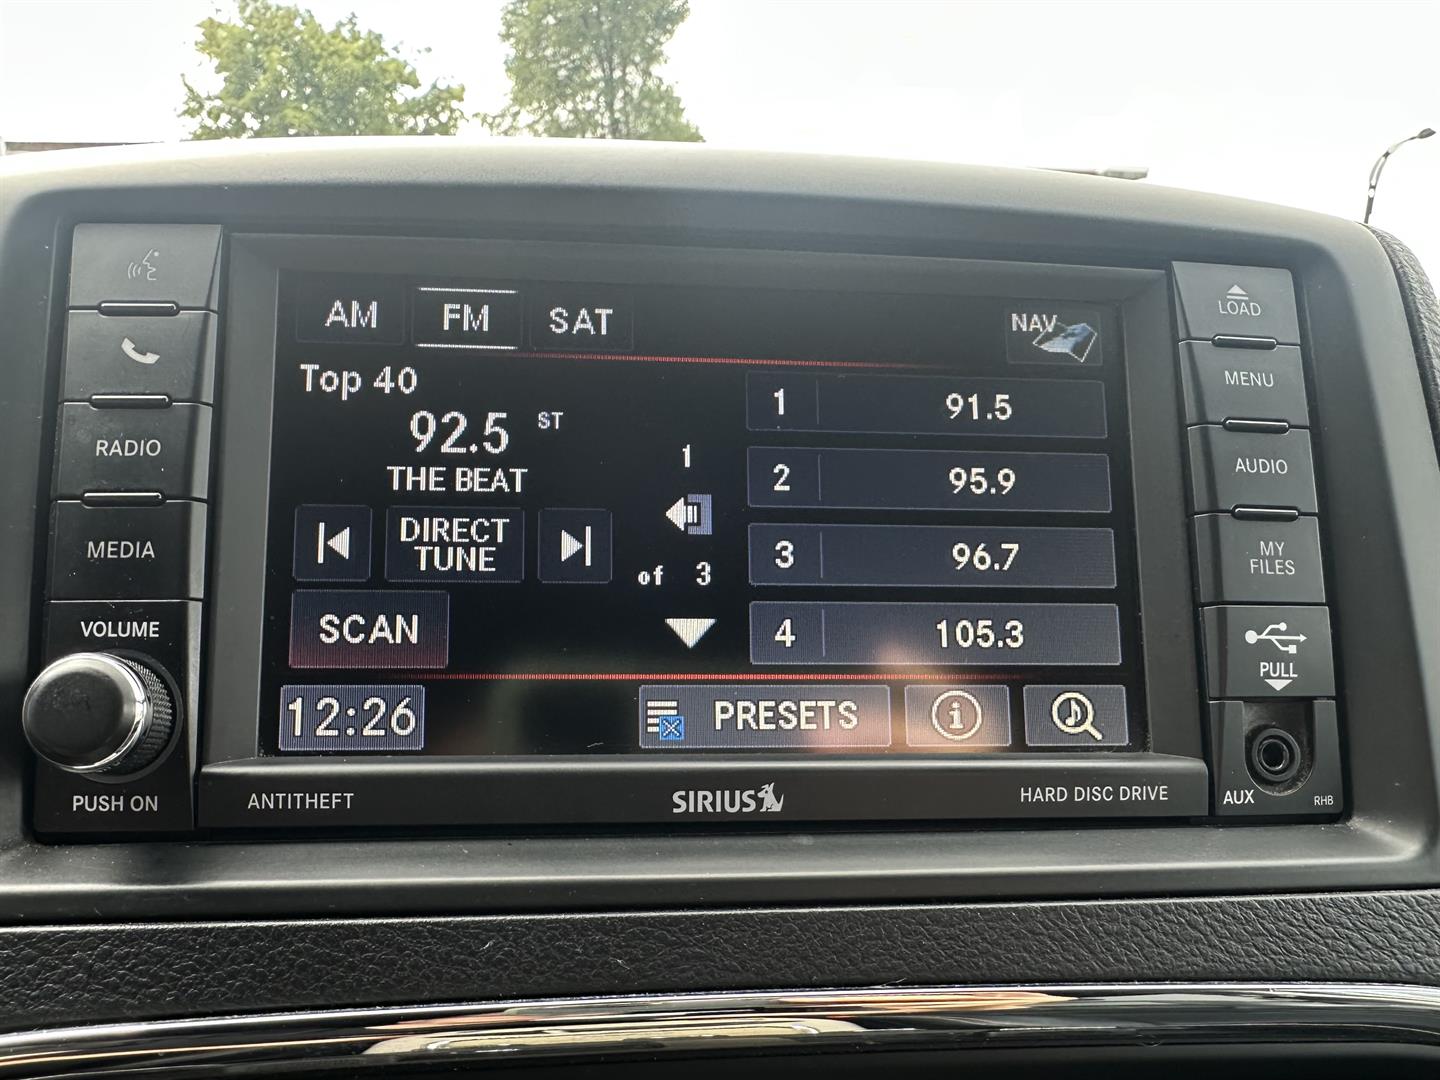 AM FM SAT NAV
Top 40
92.5 ST
THE BEAT
DIRECT
TUNE
SCAN
1
of 3
1 91.5
2 95.9
3 96.7
4 105.3
12:26 PRESETS i
RADIO
MEDIA
VOLUME
PUSH ON
LOAD
MENU
AUDIO
MY
FILES
PULL
AUX RHB
ANTITHEFT SIRIUS HARD DISC DRIVE